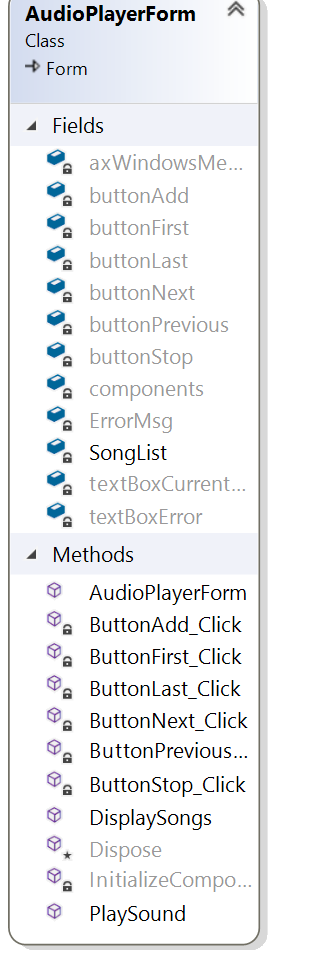 AudioPlayerForm
Class
Form
Fields
axWindowsMe...
buttonAdd
buttonFirst
buttonLast
buttonNext
buttonPrevious
buttonStop
components
ErrorMsg
SongList
textBoxCurrent...
textBoxError
Methods
AudioPlayerForm
ButtonAdd_Click
ButtonFirst_Click
ButtonLast_Click
ButtonNext_Click
ButtonPrevious...
ButtonStop_Click
DisplaySongs
Dispose
InitializeCompo...
PlaySound